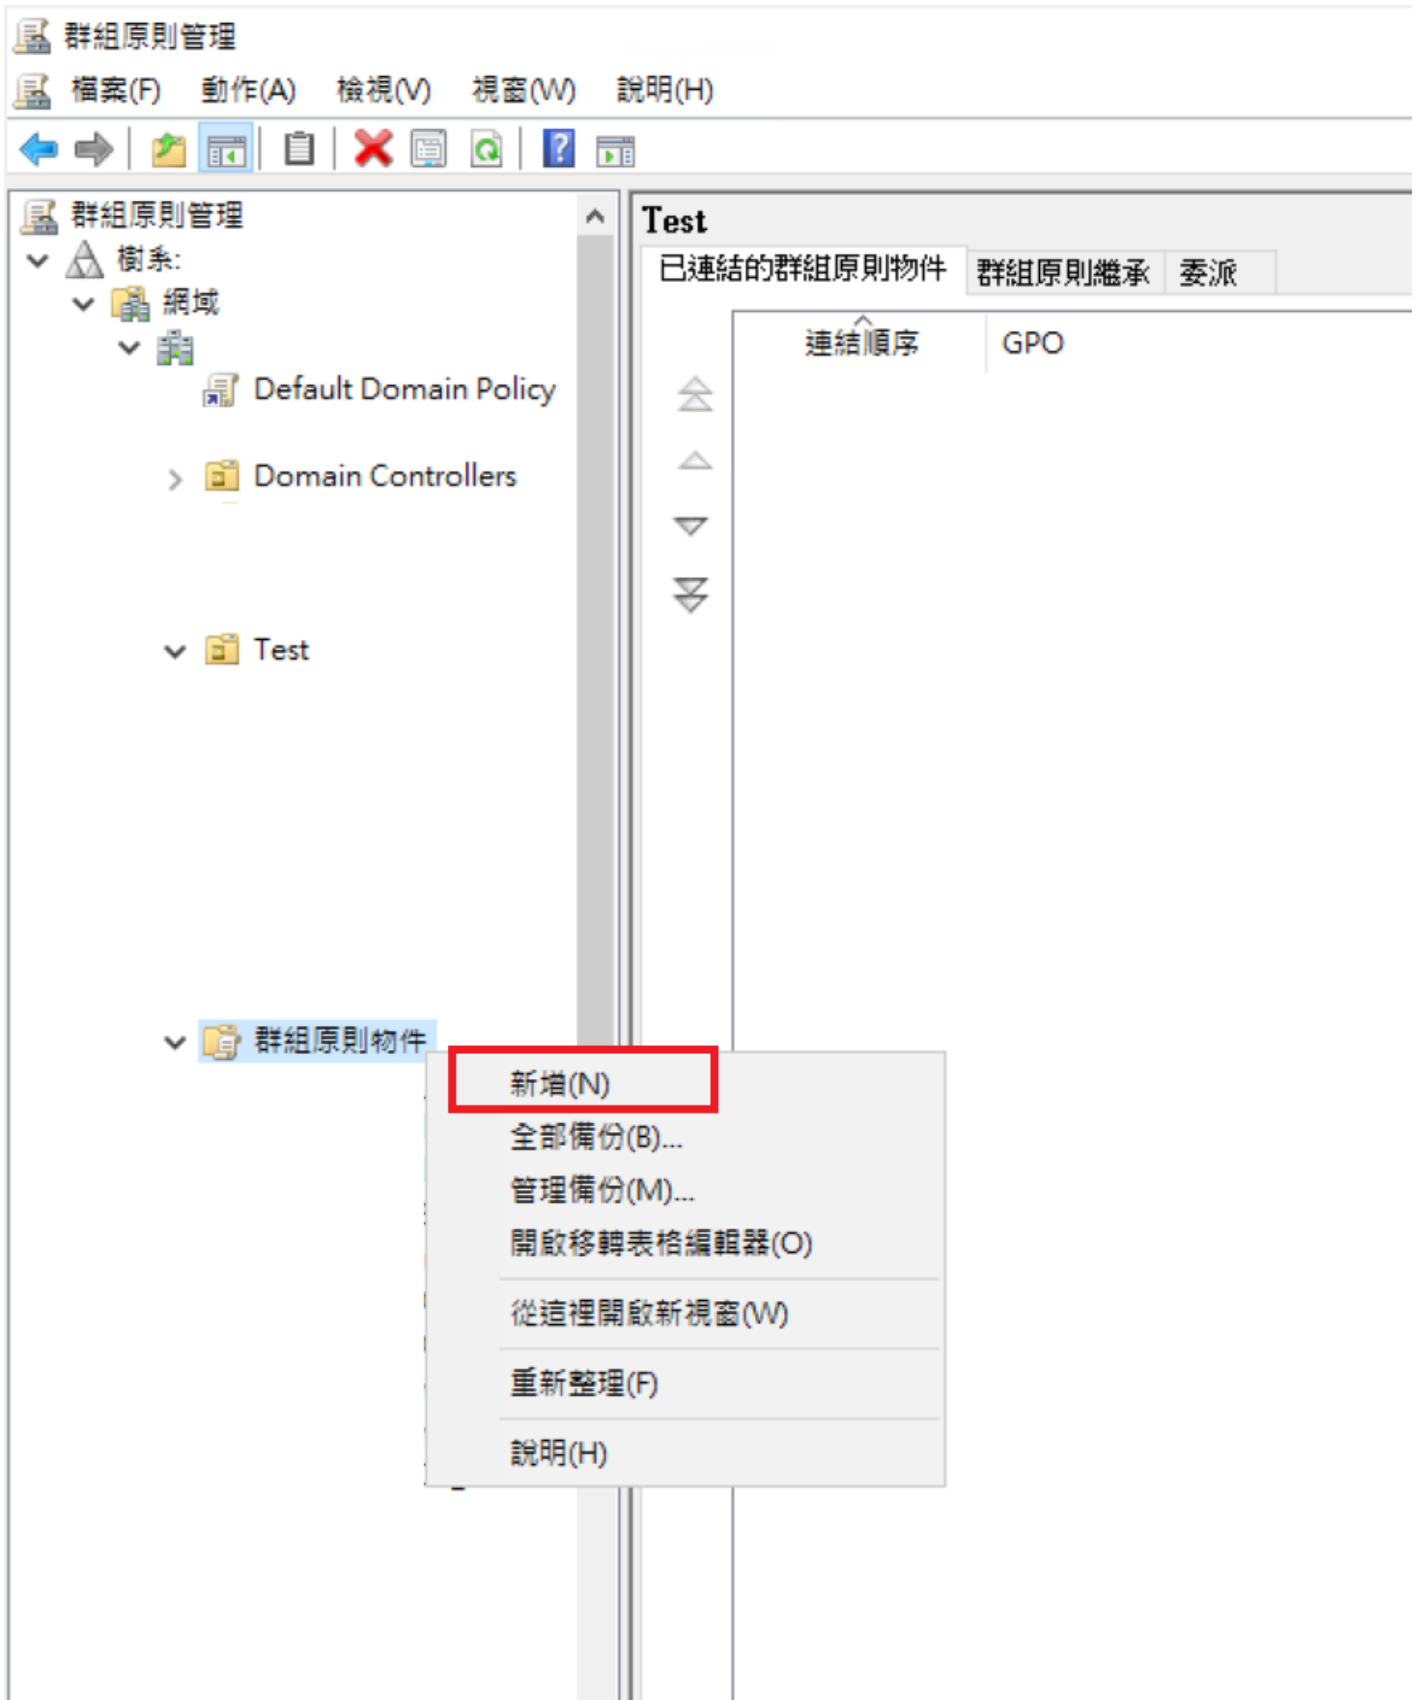 群組原則管理
檔案(F) 動作(A) 檢視(V) 視窗(W) 說明(H)
群組原則管理
樹系:
網域
Default Domain Policy
Domain Controllers
Test
群組原則物件
Test
已連結的群組原則物件 群組原則繼承 委派
連結順序 GPO
新增(N)
全部備份(B)...
管理備份(M)...
開啟移轉表格編輯器(O)
從這裡開啟新視窗(W)
重新整理(F)
說明(H)